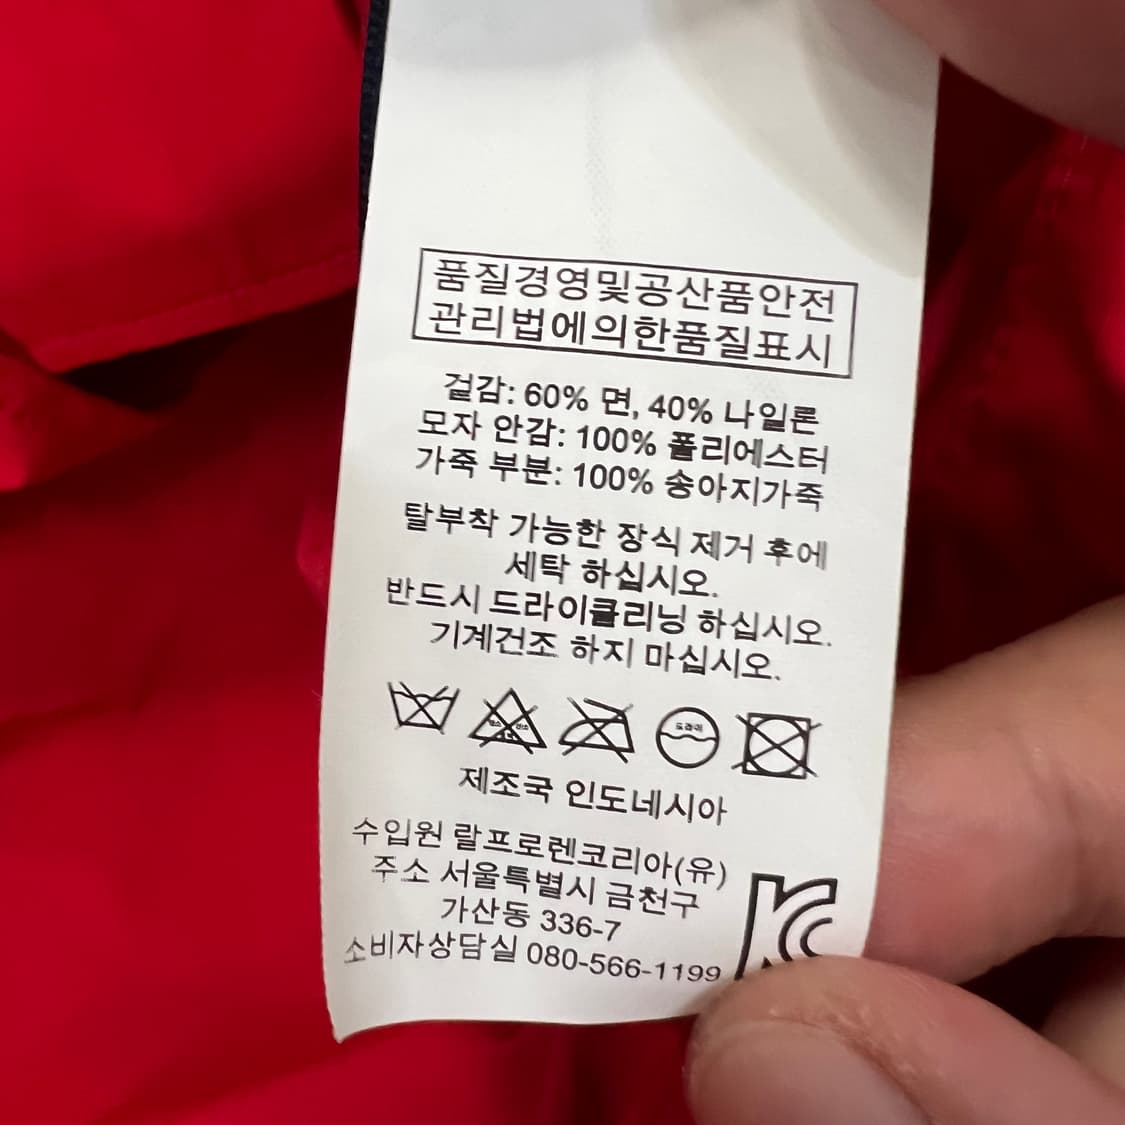 품질경영및공산품안전
관리법에의한품질표시
겉감: 60% 면, 40% 나일론
모자 안감: 100% 폴리에스터
가죽 부분: 100% 송아지가죽
탈부착 가능한 장식 제거 후에
세탁 하십시오.
반드시 드라이클리닝 하십시오.
기계건조 하지 마십시오.
드라이
제조국 인도네시아
수입원 랄프로렌코리아(유)
주소 서울특별시 금천구
가산동 336-7
소비자상담실 080-566-1199
KC